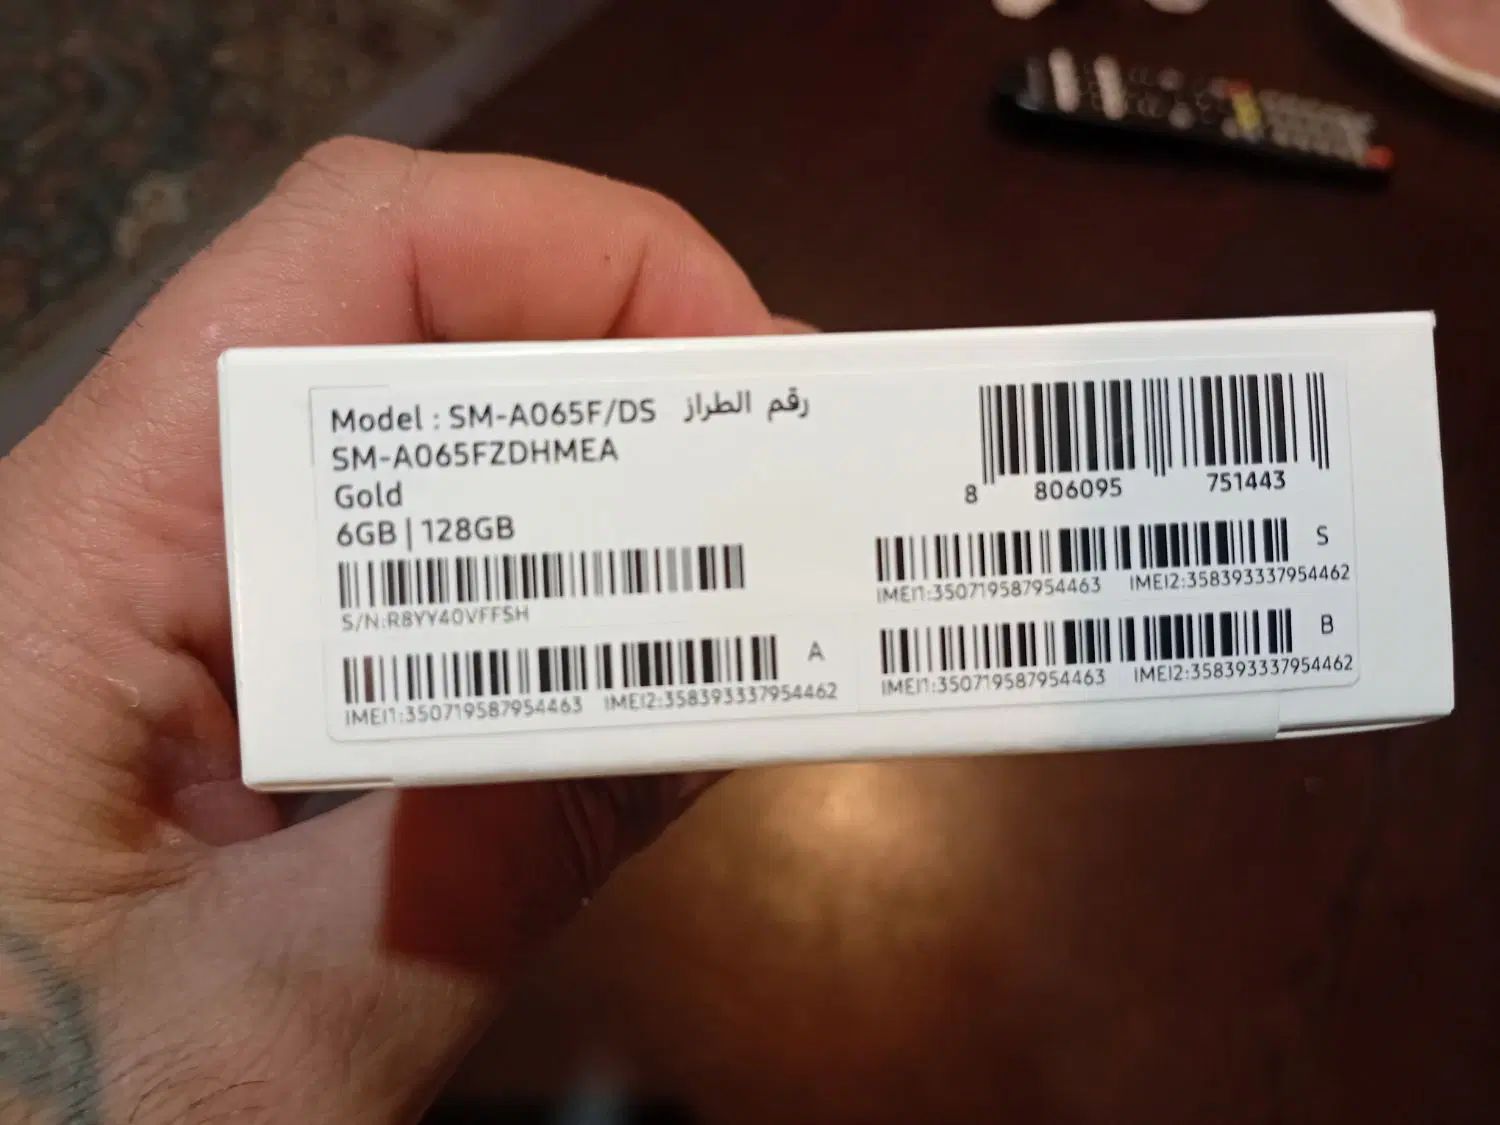 Model : SM-A065F/DS رقم الطراز
SM-A065FZDHMEA
Gold
6GB | 128GB
S/N:R8YY40VFFSH
IMEI1:350719587954463 IMEI2:358393337954462 A
8 806095 751443
S
IMEI1:350719587954463 IMEI2:358393337954462
B
IMEI1:350719587954463 IMEI2:358393337954462